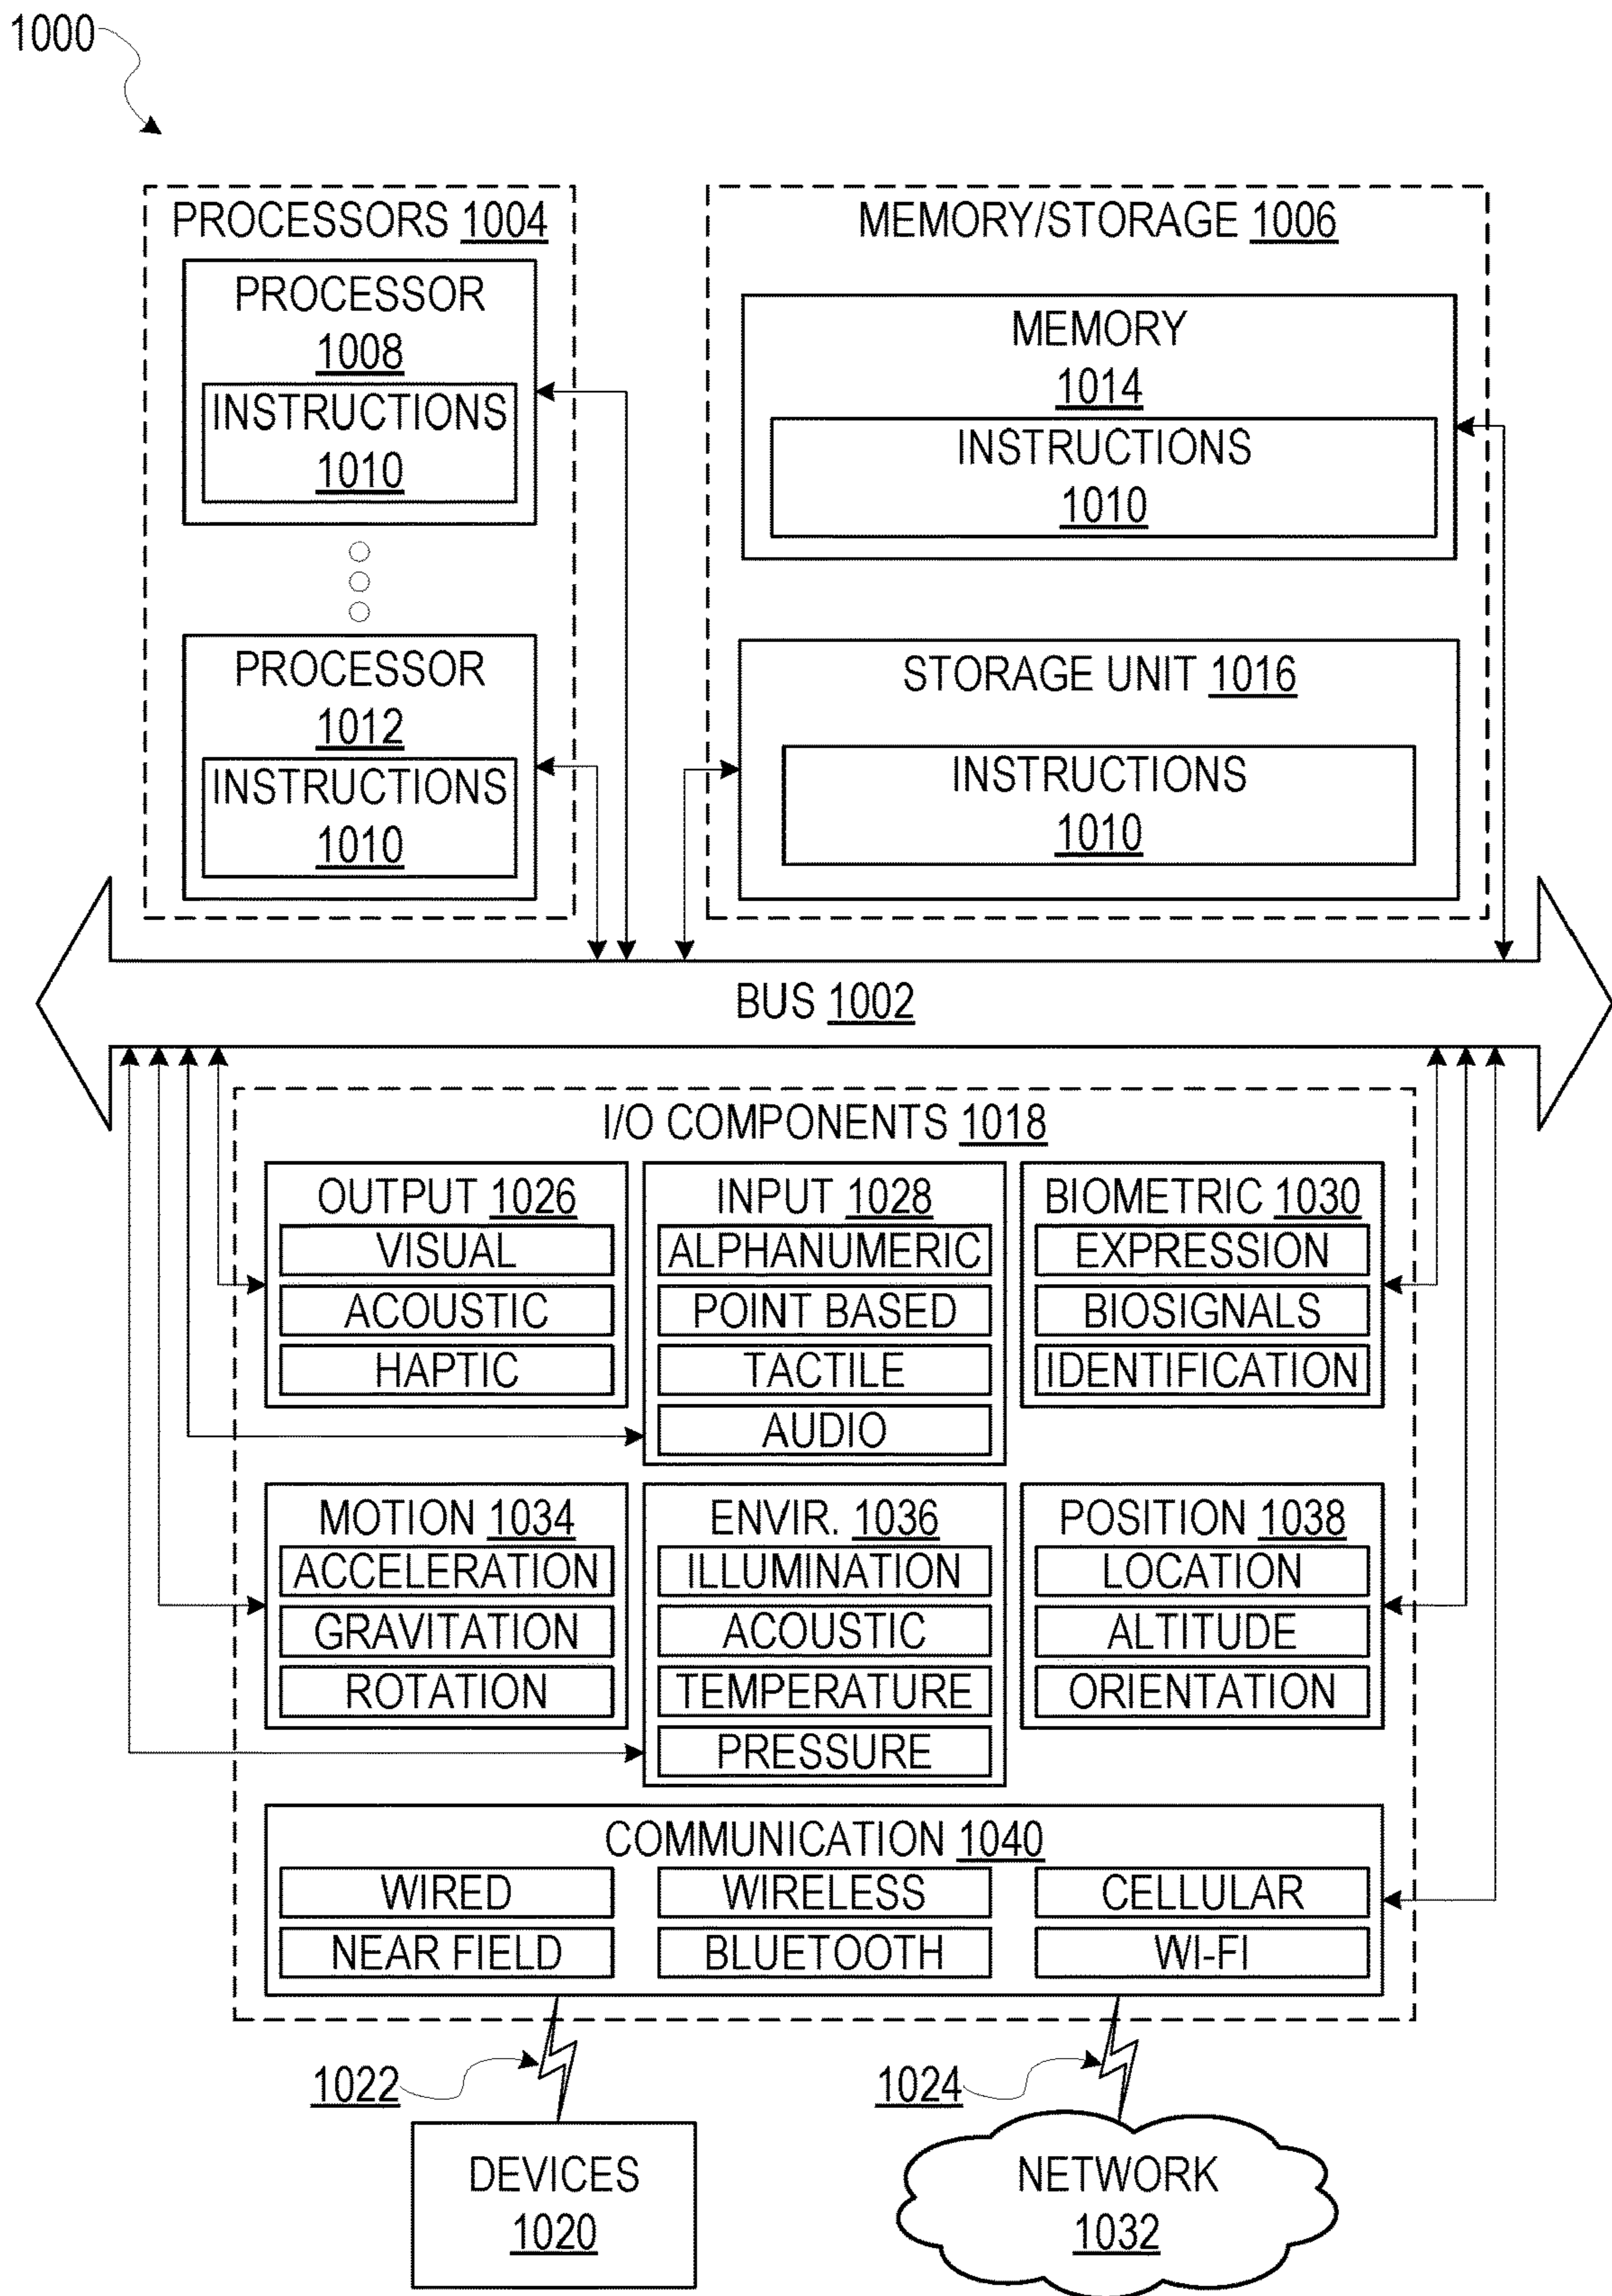 1000
PROCESSORS 1004
PROCESSOR
1008
INSTRUCTIONS
1010
PROCESSOR
1012
INSTRUCTIONS
1010
MEMORY/STORAGE 1006
MEMORY
1014
INSTRUCTIONS
1010
STORAGE UNIT 1016
INSTRUCTIONS
1010
BUS 1002
I/O COMPONENTS 1018
OUTPUT 1026
VISUAL
ACOUSTIC
HAPTIC
INPUT 1028
ALPHANUMERIC
POINT BASED
TACTILE
AUDIO
BIOMETRIC 1030
EXPRESSION
BIOSIGNALS
IDENTIFICATION
MOTION 1034
ACCELERATION
GRAVITATION
ROTATION
ENVIR. 1036
ILLUMINATION
ACOUSTIC
TEMPERATURE
PRESSURE
POSITION 1038
LOCATION
ALTITUDE
ORIENTATION
COMMUNICATION 1040
WIRED
WIRELESS
CELLULAR
NEAR FIELD
BLUETOOTH
WI-FI
1022
1024
DEVICES
1020
NETWORK
1032